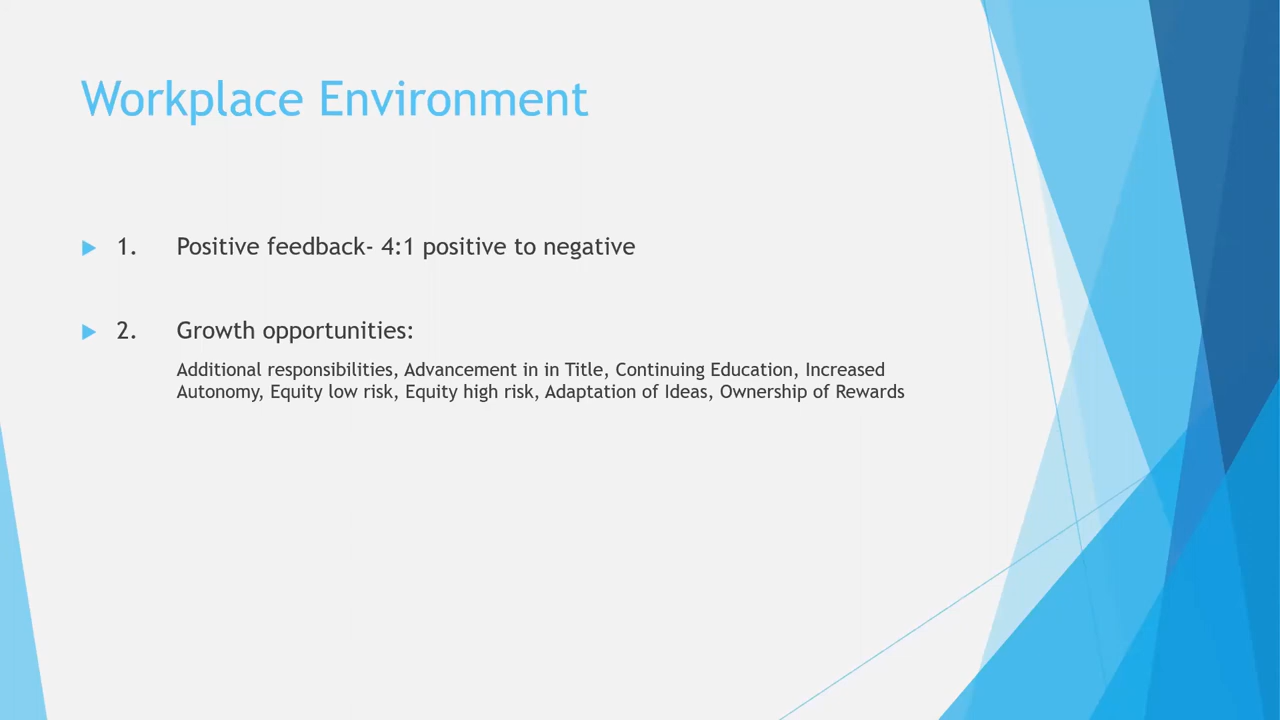 Workplace Environment
1. Positive feedback- 4:1 positive to negative
2. Growth opportunities:
Additional responsibilities, Advancement in in Title, Continuing Education, Increased
Autonomy, Equity low risk, Equity high risk, Adaptation of Ideas, Ownership of Rewards